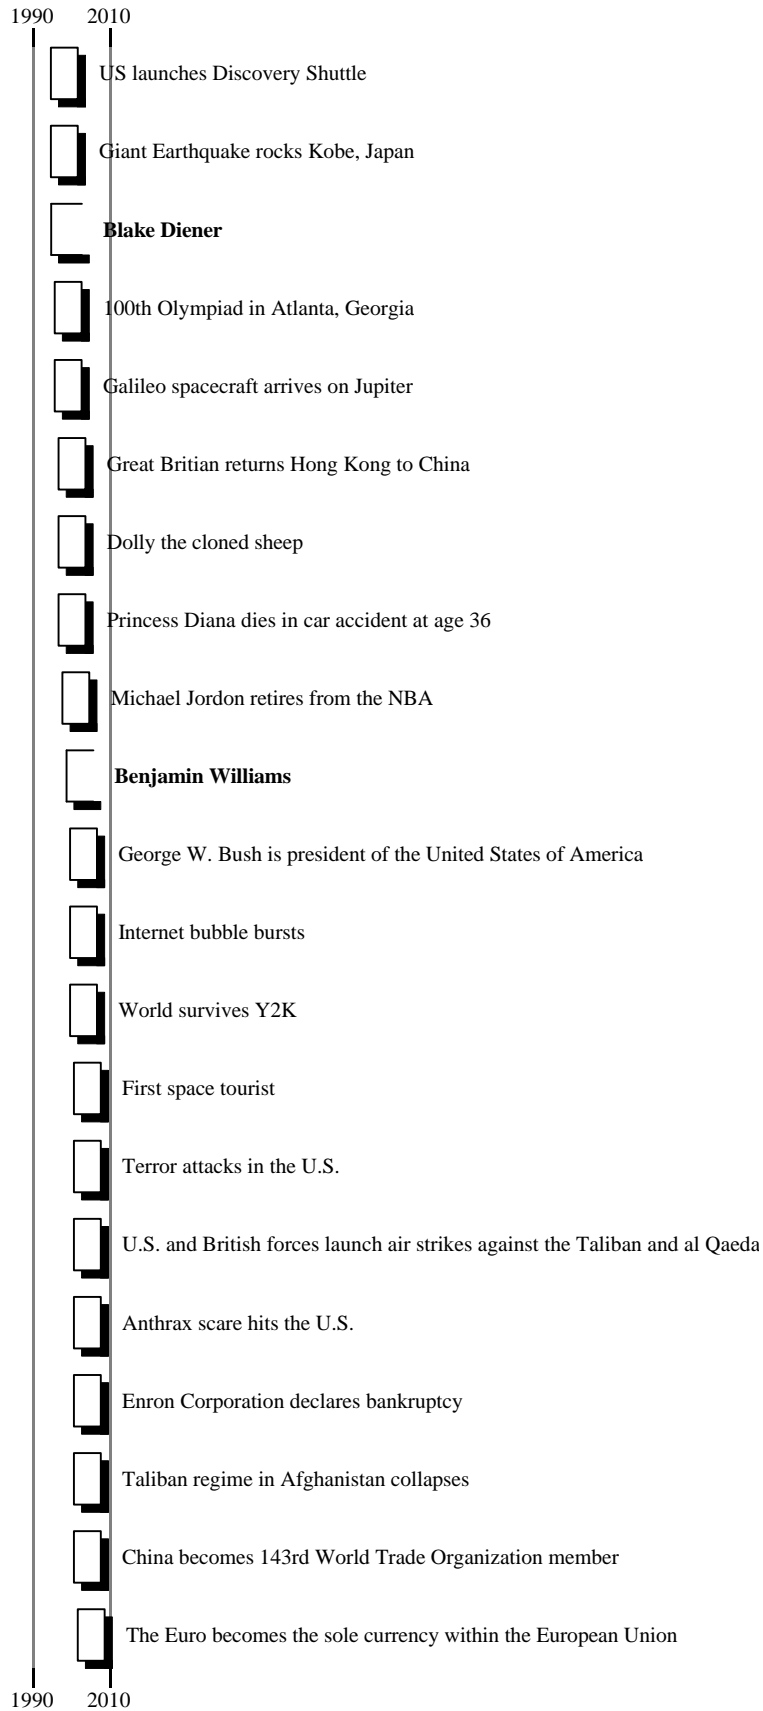 1990 2010
US launches Discovery Shuttle
Giant Earthquake rocks Kobe, Japan
Blake Diener
100th Olympiad in Atlanta, Georgia
Galileo spacecraft arrives on Jupiter
Great Britian returns Hong Kong to China
Dolly the cloned sheep
Princess Diana dies in car accident at age 36
Michael Jordon retires from the NBA
Benjamin Williams
George W. Bush is president of the United States of America
Internet bubble bursts
World survives Y2K
First space tourist
Terror attacks in the U.S.
U.S. and British forces launch air strikes against the Taliban and al Qaeda
Anthrax scare hits the U.S.
Enron Corporation declares bankruptcy
Taliban regime in Afghanistan collapses
China becomes 143rd World Trade Organization member
The Euro becomes the sole currency within the European Union
1990 2010